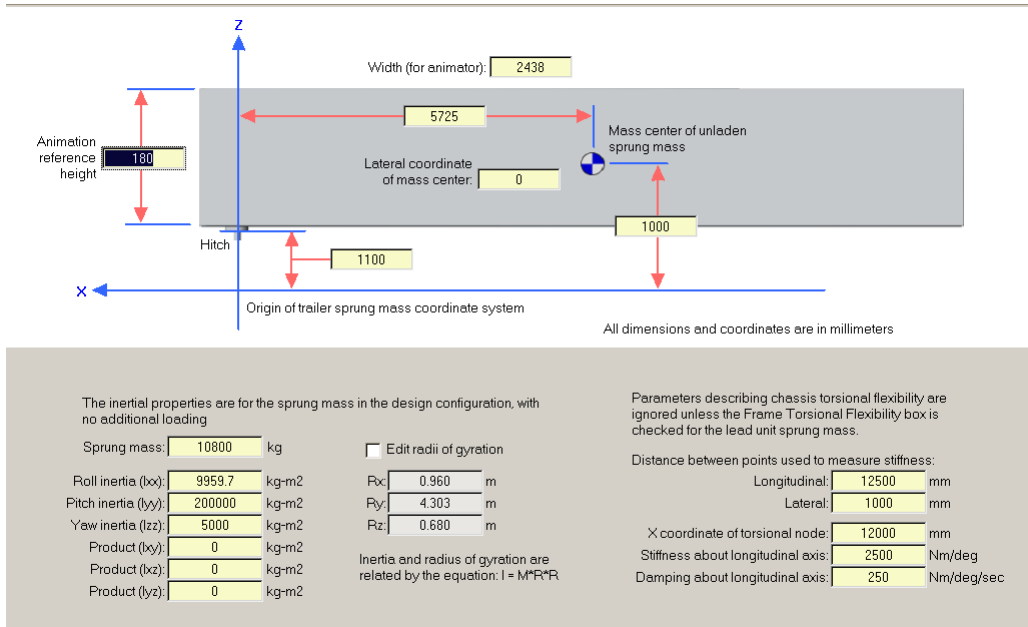 Z
Width (for animator): 2438
5725
Animation
reference
height
180
Mass center of unladen
sprung mass
Lateral coordinate
of mass center: 0
1000
Hitch
1100
X
Origin of trailer sprung mass coordinate system
All dimensions and coordinates are in millimeters
The inertial properties are for the sprung mass in the design configuration, with
no additional loading
Sprung mass: 10800 kg
Edit radii of gyration
Roll inertia (Ixx): 9959.7 kg-m2
Pitch inertia (Iyy): 200000 kg-m2
Yaw inertia (Izz): 5000 kg-m2
Product (Ixy): 0 kg-m2
Product (Ixz): 0 kg-m2
Product (Iyz): 0 kg-m2
Rx: 0.960 m
Ry: 4.303 m
Rz: 0.680 m
Inertia and radius of gyration are
related by the equation: I = M*R*R
Parameters describing chassis torsional flexibility are
ignored unless the Frame Torsional Flexibility box is
checked for the lead unit sprung mass.
Distance between points used to measure stiffness:
Longitudinal: 12500 mm
Lateral: 1000 mm
X coordinate of torsional node: 12000 mm
Stiffness about longitudinal axis: 2500 Nm/deg
Damping about longitudinal axis: 250 Nm/deg/sec